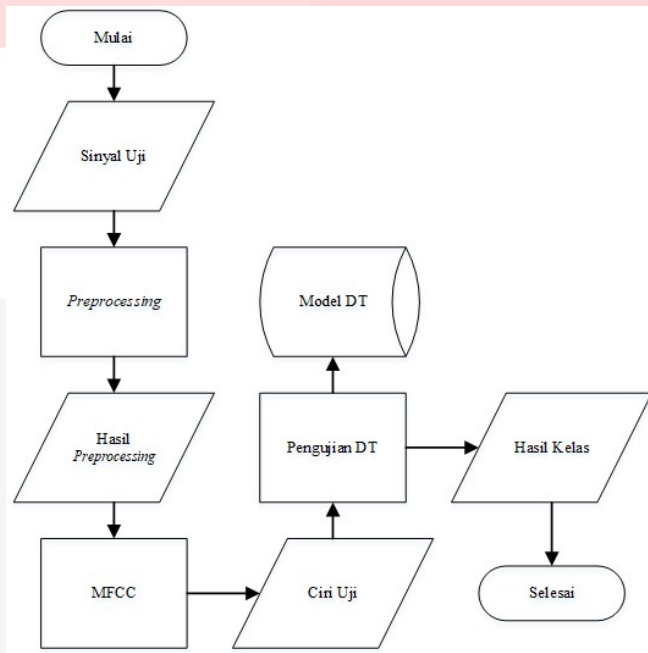 Mulai
Sinyal Uji
Preprocessing
Hasil
Preprocessing
MFCC
Ciri Uji
Pengujian DT
Model DT
Hasil Kelas
Selesai